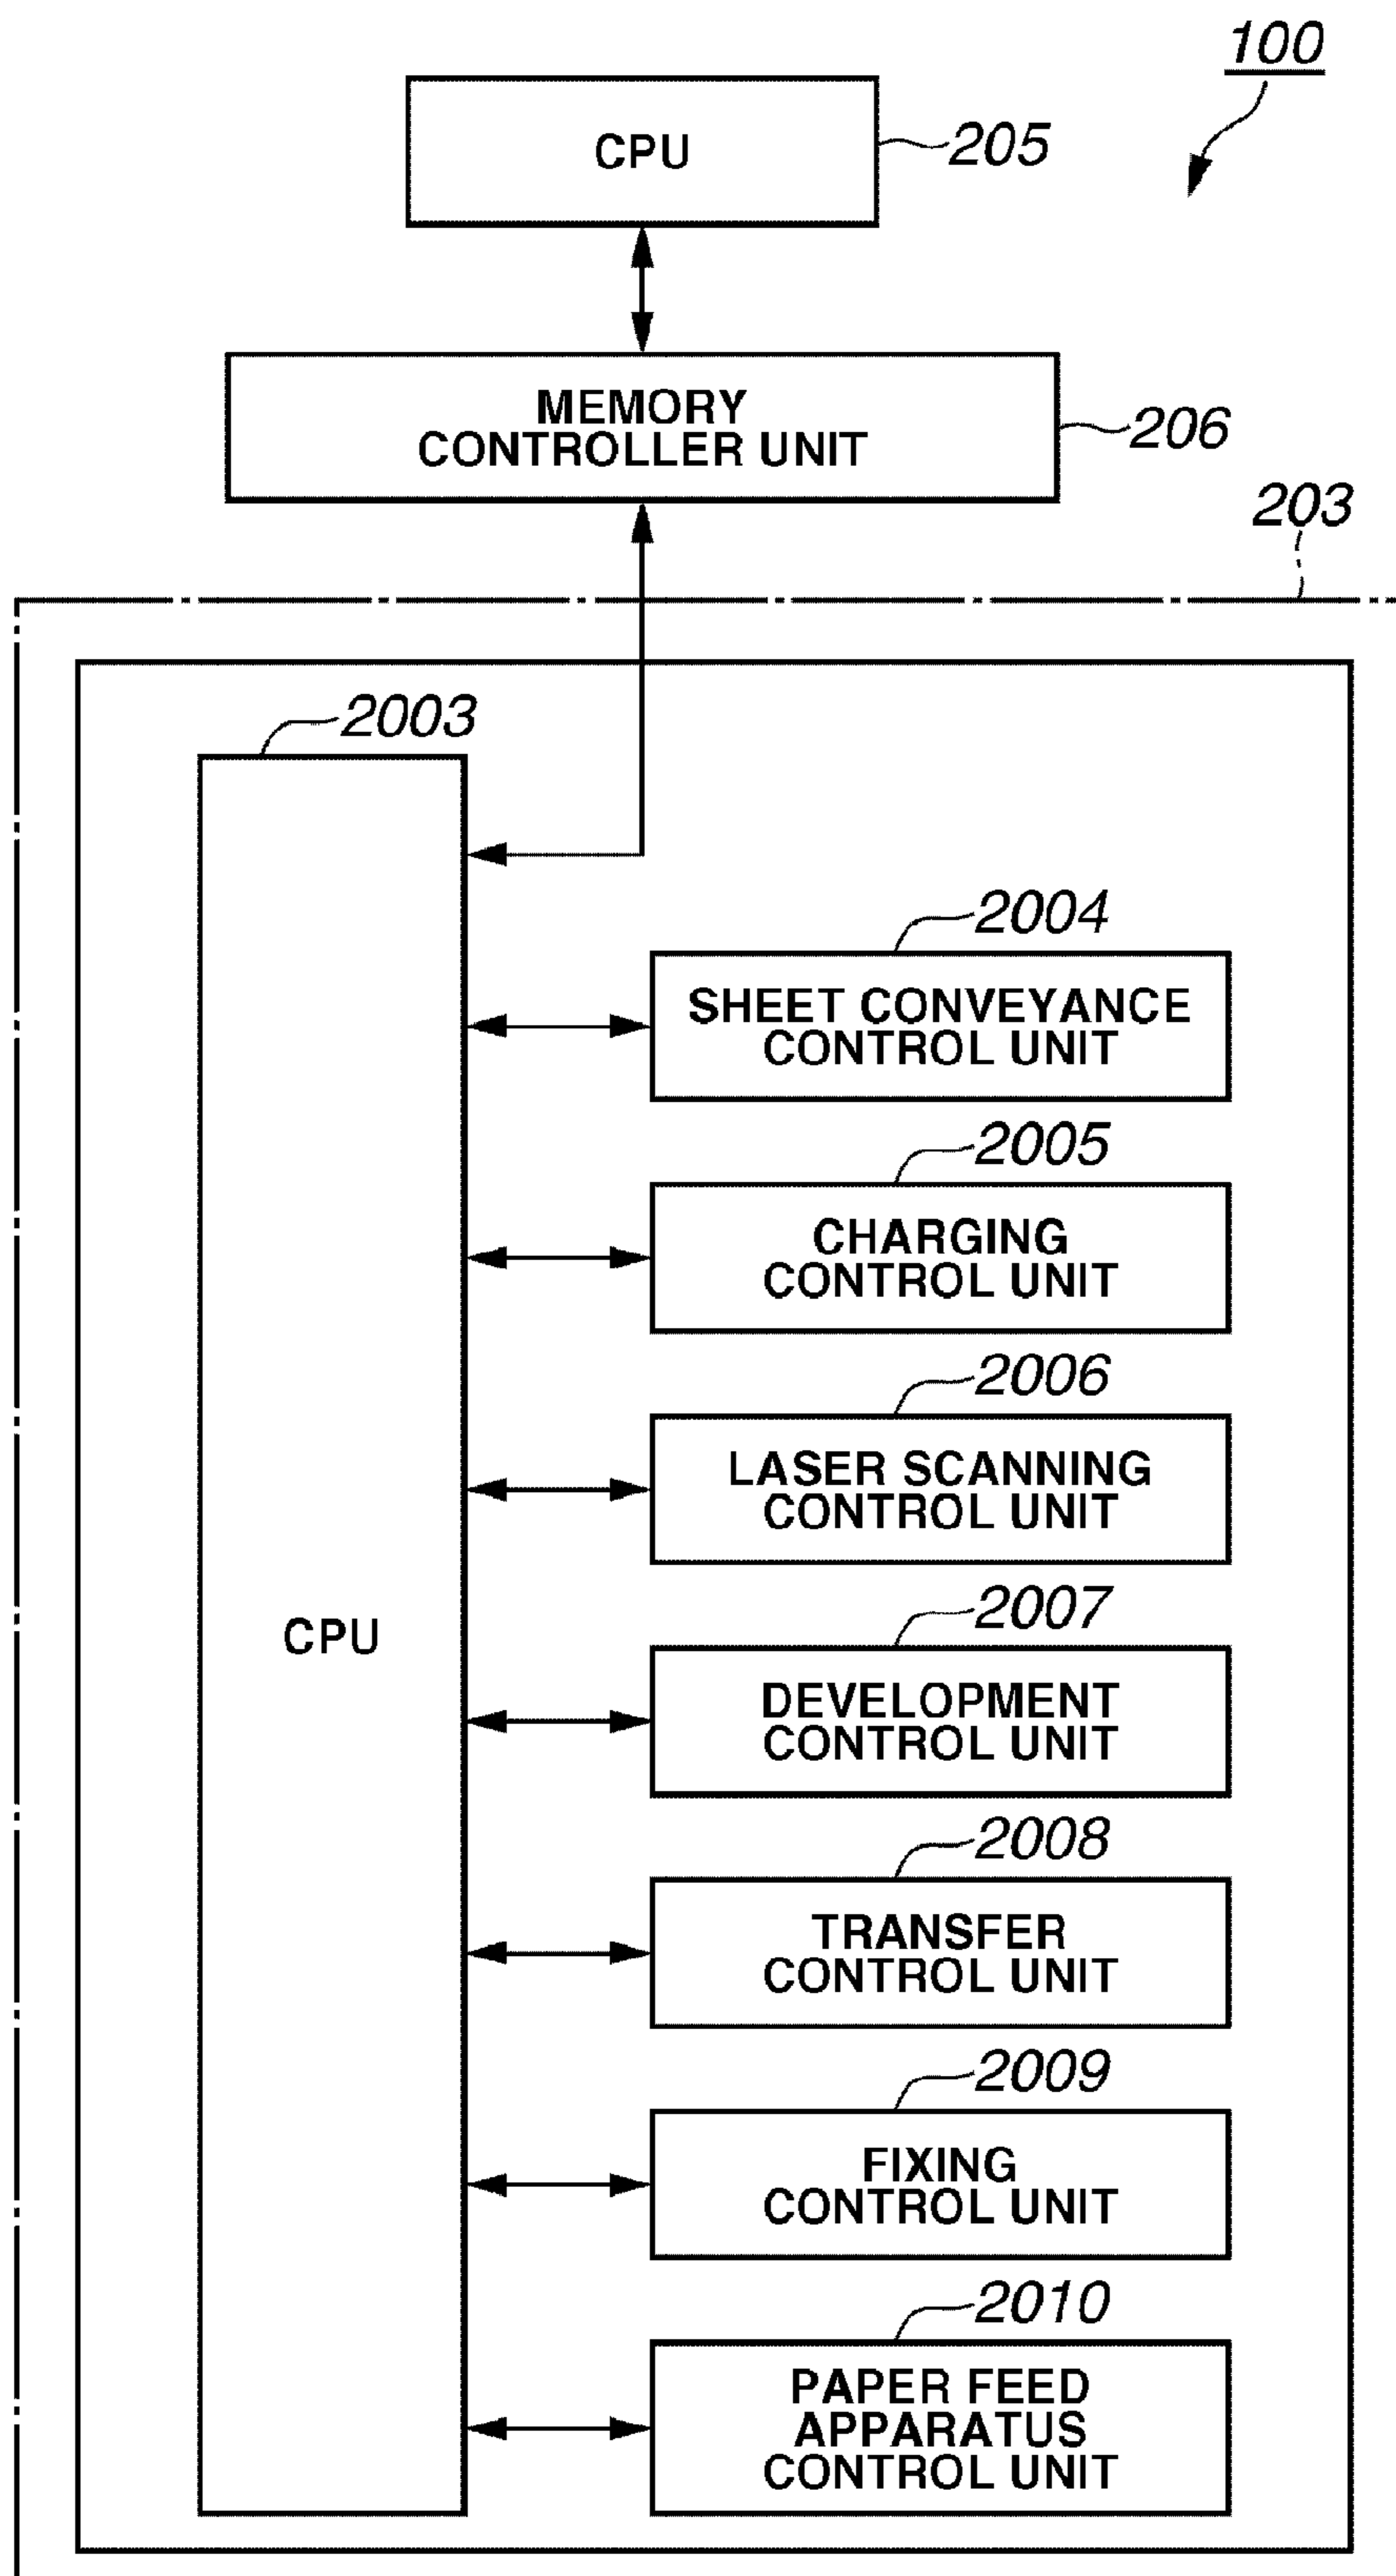 100
CPU
205
MEMORY
CONTROLLER UNIT
206
203
2003
CPU
2004
SHEET CONVEYANCE
CONTROL UNIT
2005
CHARGING
CONTROL UNIT
2006
LASER SCANNING
CONTROL UNIT
2007
DEVELOPMENT
CONTROL UNIT
2008
TRANSFER
CONTROL UNIT
2009
FIXING
CONTROL UNIT
2010
PAPER FEED
APPARATUS
CONTROL UNIT